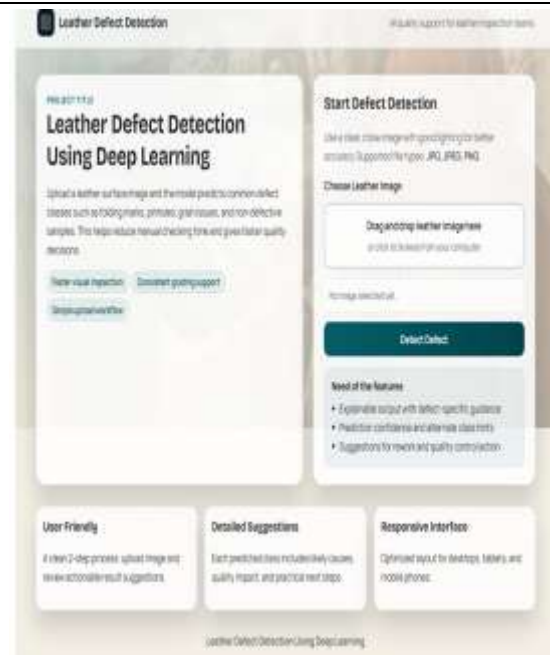 Leather Defect Detection
AI quality support for leather inspection teams
PROJECT TITLE
Leather Defect Detection
Using Deep Learning
Upload a leather surface image and the model predicts common defect
classes such as folding marks, pinholes, grain issues, and non-defective
samples. This helps reduce manual checking time and gives faster quality
decisions.
Faster visual inspection
Consistent grading support
Simple upload workflow
Start Defect Detection
Use a clear, close image with good lighting for better
accuracy. Supported file types: JPG, JPEG, PNG
Choose Leather Image
Drag and drop leather image here
or click to browse from your computer
No image selected yet.
Detect Defect
Need of the features
• Explainable output with defect-specific guidance
• Prediction confidence and alternate class hints
• Suggestions for rework and quality control action
User Friendly
A clean 2-step process: upload image and
review actionable result suggestions.
Detailed Suggestions
Each predicted class includes likely causes,
quality impact, and practical next steps.
Responsive Interface
Optimized layout for desktops, tablets, and
mobile phones.
Leather Defect Detection Using Deep Learning